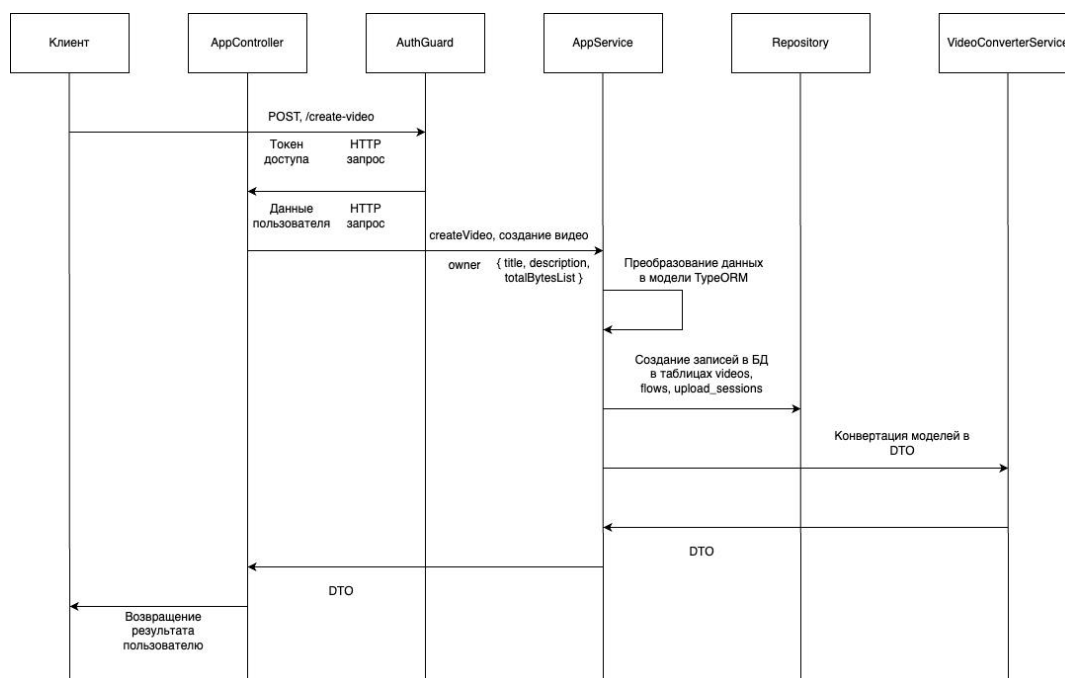 Клиент
AppController
AuthGuard
AppService
Repository
VideoConverterService
POST, /create-video
Токен
доступа
HTTP
запрос
Данные
пользователя
HTTP
запрос
createVideo, создание видео
owner
{ title, description,
totalBytesList }
Преобразование данных
в модели TypeORM
Создание записей в БД
в таблицах videos,
flows, upload_sessions
Конвертация моделей в
DTO
DTO
DTO
Возвращение
результата
пользователю